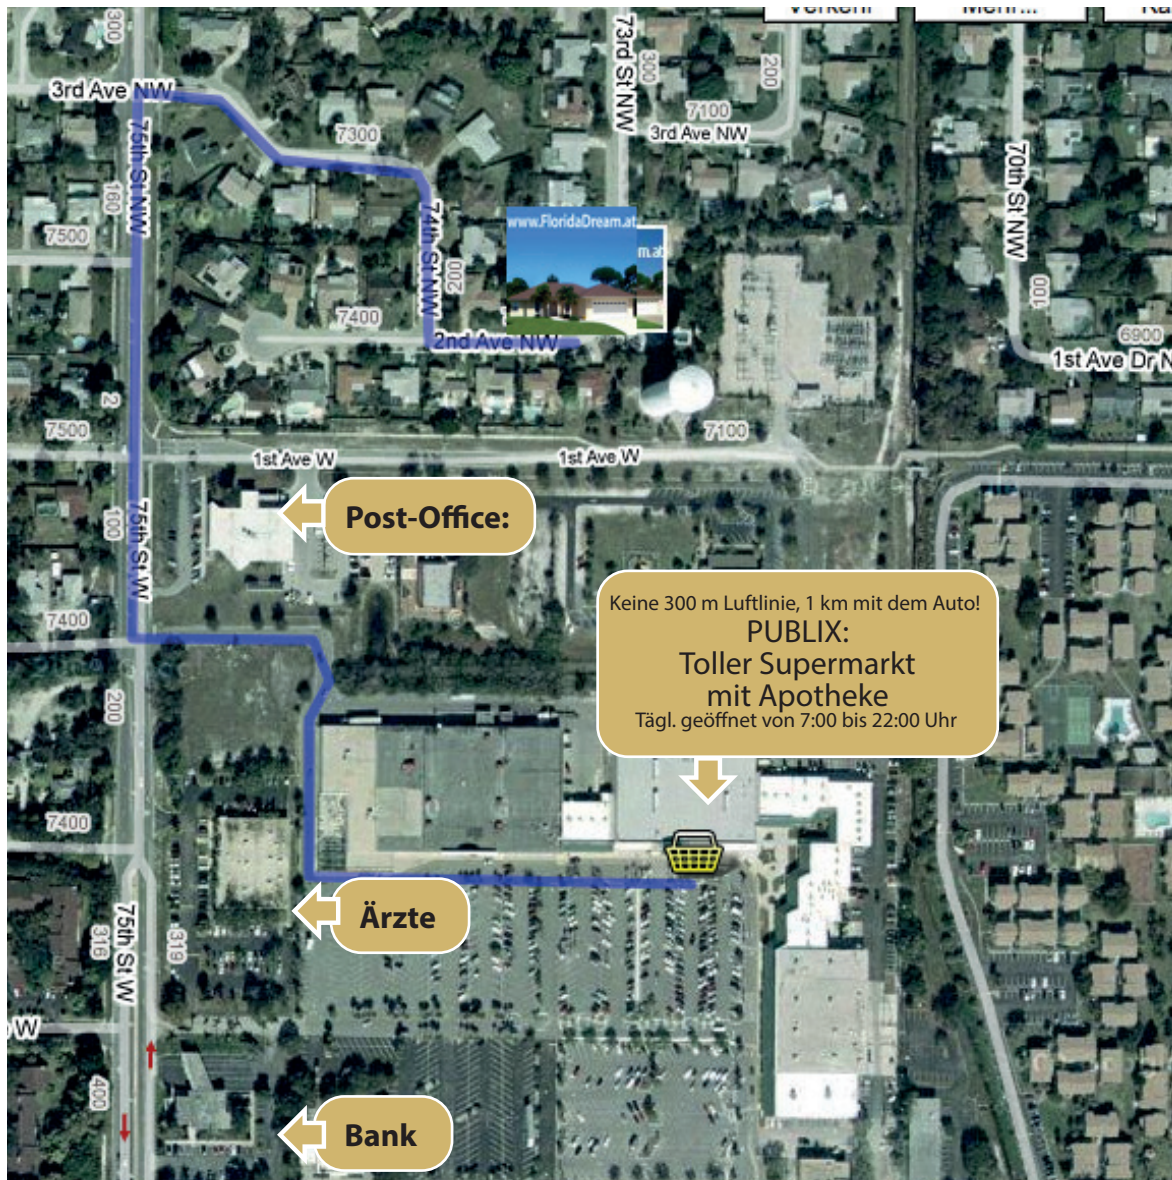 Verkehr
Mehr...
300
73rd St NW
300
200
7100
3rd Ave NW
3rd Ave NW
7300
75th St NW
160
7500
74th St NW
200
www.FloridaDream.at
m.at
70th St NW
100
7400
2nd Ave NW
6900
1st Ave Dr N
2
7500
7100
1st Ave W
1st Ave W
100
75th St W
Post-Office:
7400
Keine 300 m Luftlinie, 1 km mit dem Auto!
PUBLIX:
Toller Supermarkt
mit Apotheke
Tägl. geöffnet von 7:00 bis 22:00 Uhr
200
7400
Ärzte
316
75th St W
319
W
400
Bank